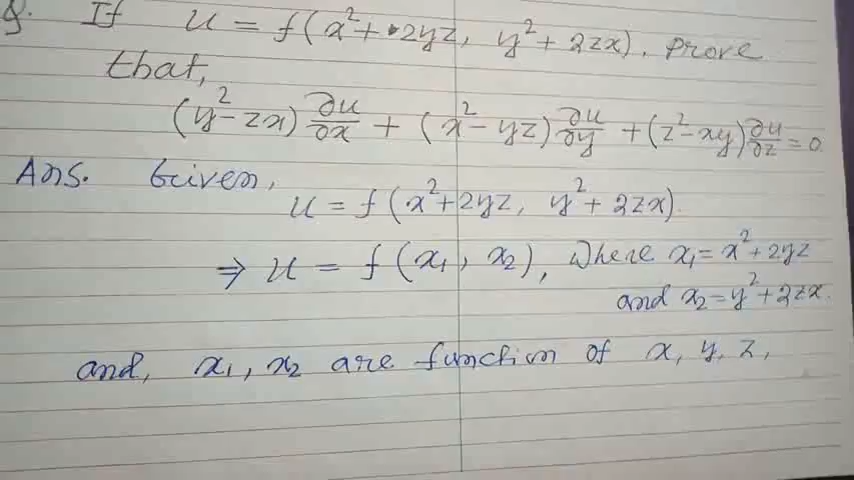 Q. If u = f(x²+2yz, y²+2zx). Prove
that,
(y²-zx) ∂u/∂x + (x²-yz) ∂u/∂y + (z²-xy) ∂u/∂z = 0
Ans. Given,
u = f(x²+2yz, y²+2zx).
⇒ u = f(x₁, x₂), where x₁ = x²+2yz
and x₂ = y²+2zx.
and, x₁, x₂ are function of x, y, z,